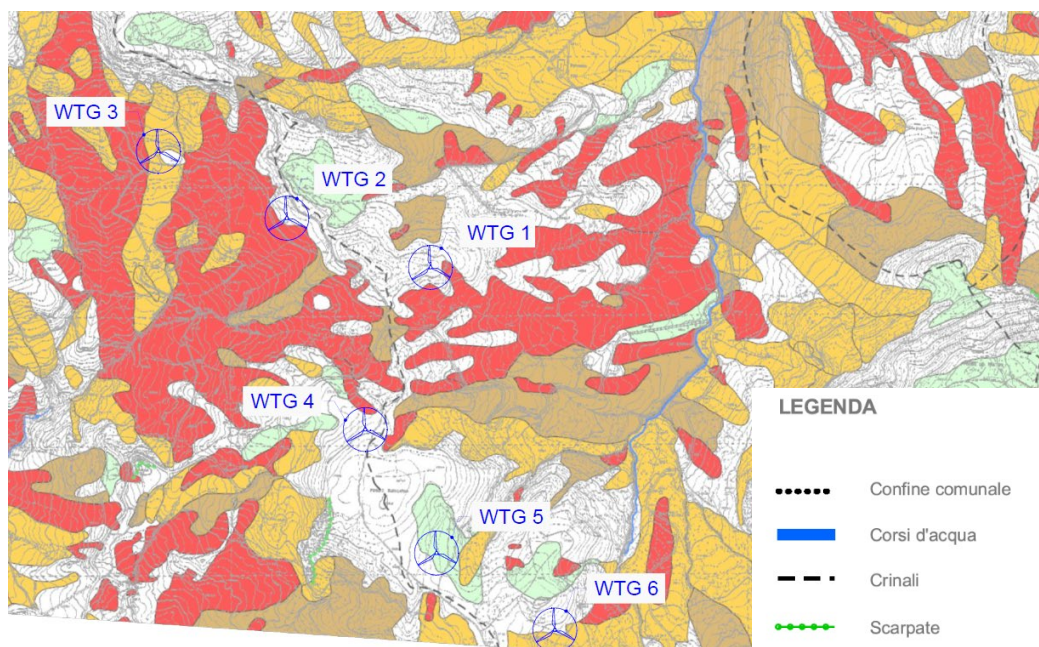 WTG 3
WTG 2
WTG 1
WTG 4
WTG 5
WTG 6
LEGENDA
Confine comunale
Corsi d'acqua
Crinali
Scarpate